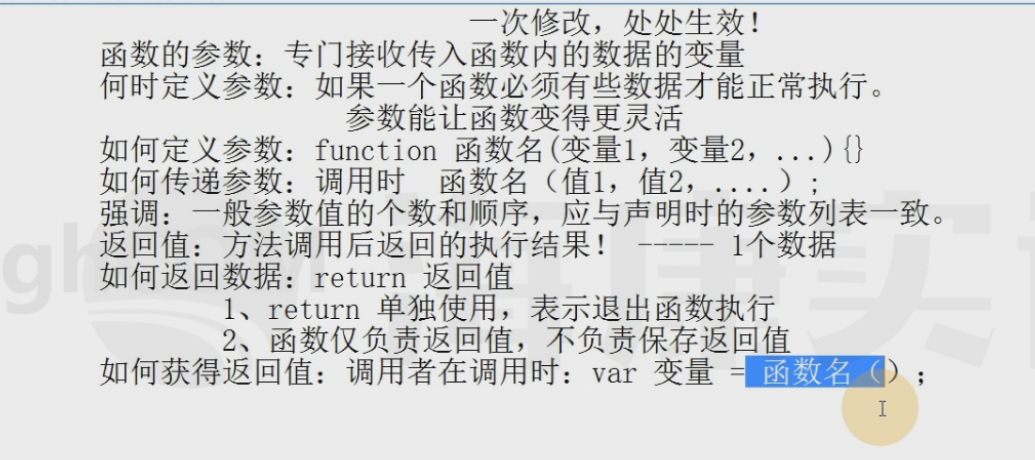 一次修改，处处生效！
函数的参数：专门接收传入函数内的数据的变量
何时定义参数：如果一个函数必须有些数据才能正常执行。
参数能让函数变得更灵活
如何定义参数：function 函数名(变量1，变量2，...){}
如何传递参数：调用时 函数名（值1，值2，....）;
强调：一般参数值的个数和顺序，应与声明时的参数列表一致。
返回值：方法调用后返回的执行结果！ ----- 1个数据
如何返回数据：return 返回值
1、return 单独使用，表示退出函数执行
2、函数仅负责返回值，不负责保存返回值
如何获得返回值：调用者在调用时：var 变量 = 函数名（）;